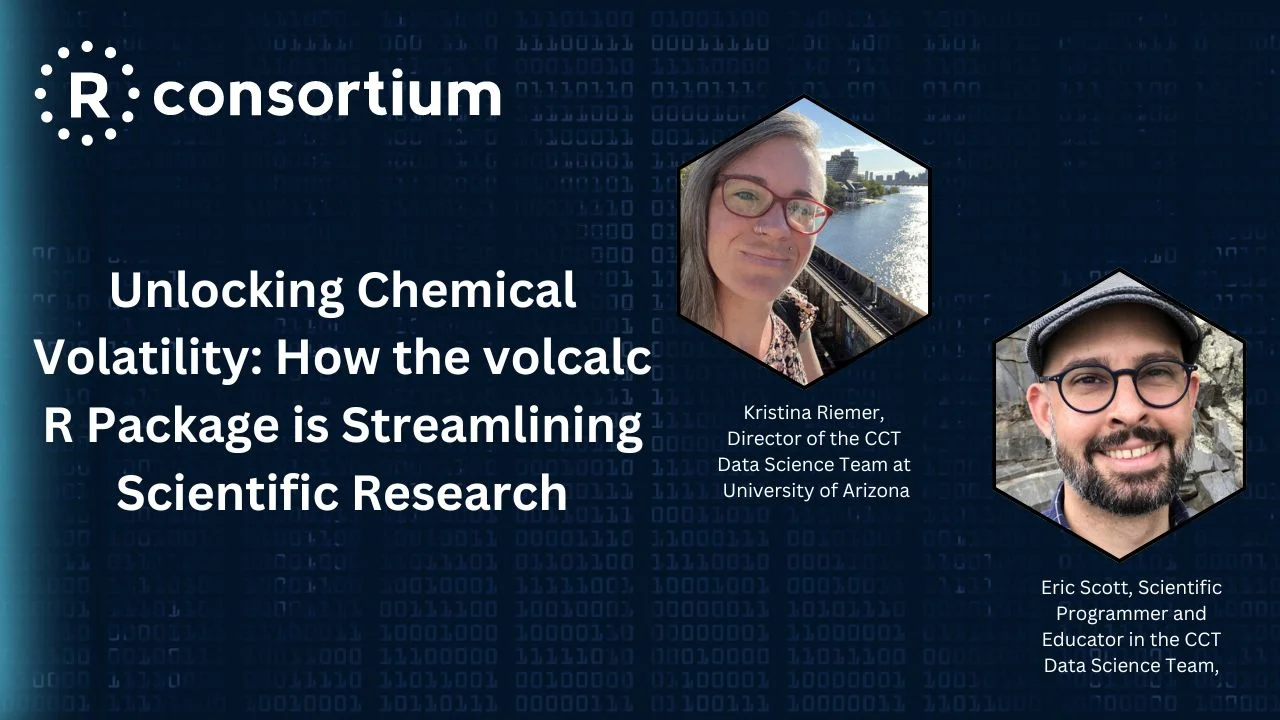 R consortium
Unlocking Chemical
Volatility: How the volcalc
R Package is Streamlining
Scientific Research
Kristina Riemer,
Director of the CCT
Data Science Team at
University of Arizona
Eric Scott, Scientific
Programmer and
Educator in the CCT
Data Science Team,